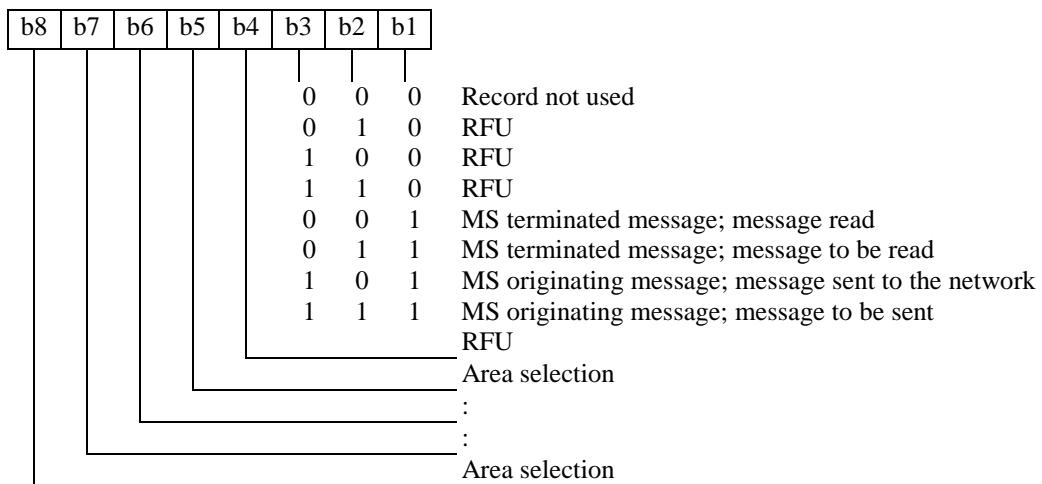 b8 b7 b6 b5 b4 b3 b2 b1
0 0 0 Record not used
0 1 0 RFU
1 0 0 RFU
1 1 0 RFU
0 0 1 MS terminated message; message read
0 1 1 MS terminated message; message to be read
1 0 1 MS originating message; message sent to the network
1 1 1 MS originating message; message to be sent
RFU
Area selection
:
:
Area selection